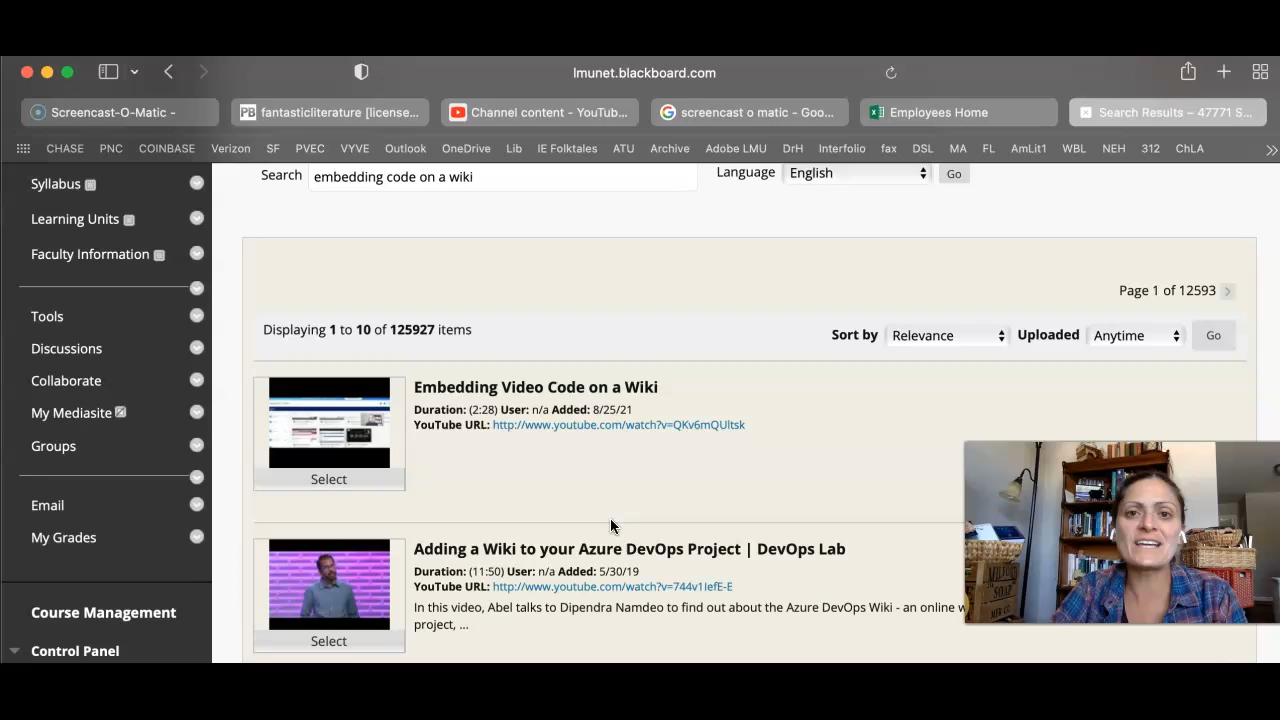 lmunet.blackboard.com
Screencast-O-Matic -
PB fantasticliterature [license...
Channel content - YouTub...
screencast o matic - Goo...
Employees Home
Search Results – 47771 S...
CHASE PNC COINBASE Verizon SF PVEC VYVE Outlook OneDrive Lib IE Folktales ATU Archive Adobe LMU DrH Interfolio fax DSL MA FL AmLit1 WBL NEH 312 ChLA
Syllabus
Learning Units
Faculty Information
Tools
Discussions
Collaborate
My Mediasite
Groups
Email
My Grades
Course Management
Control Panel
Search embedding code on a wiki Language English Go
Page 1 of 12593
Displaying 1 to 10 of 125927 items
Sort by Relevance Uploaded Anytime Go
Embedding Video Code on a Wiki
Duration: (2:28) User: n/a Added: 8/25/21
YouTube URL: http://www.youtube.com/watch?v=QKv6mQUltsk
Select
Adding a Wiki to your Azure DevOps Project | DevOps Lab
Duration: (11:50) User: n/a Added: 5/30/19
YouTube URL: http://www.youtube.com/watch?v=744v1IefE-E
In this video, Abel talks to Dipendra Namdeo to find out about the Azure DevOps Wiki - an online w
project, ...
Select